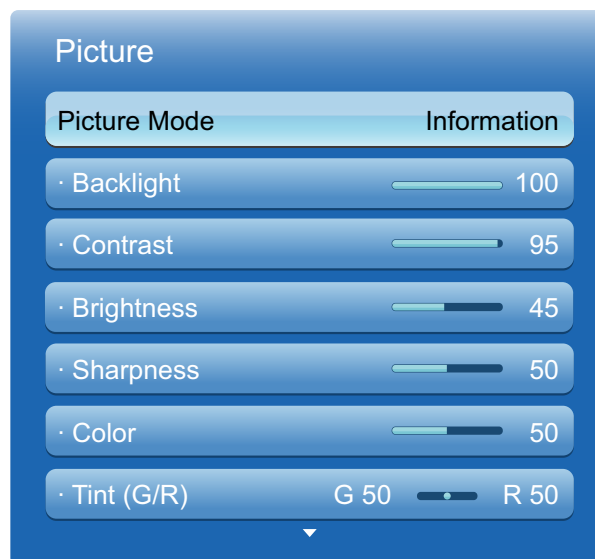 Picture
Picture Mode Information
· Backlight 100
· Contrast 95
· Brightness 45
· Sharpness 50
· Color 50
· Tint (G/R) G 50 R 50